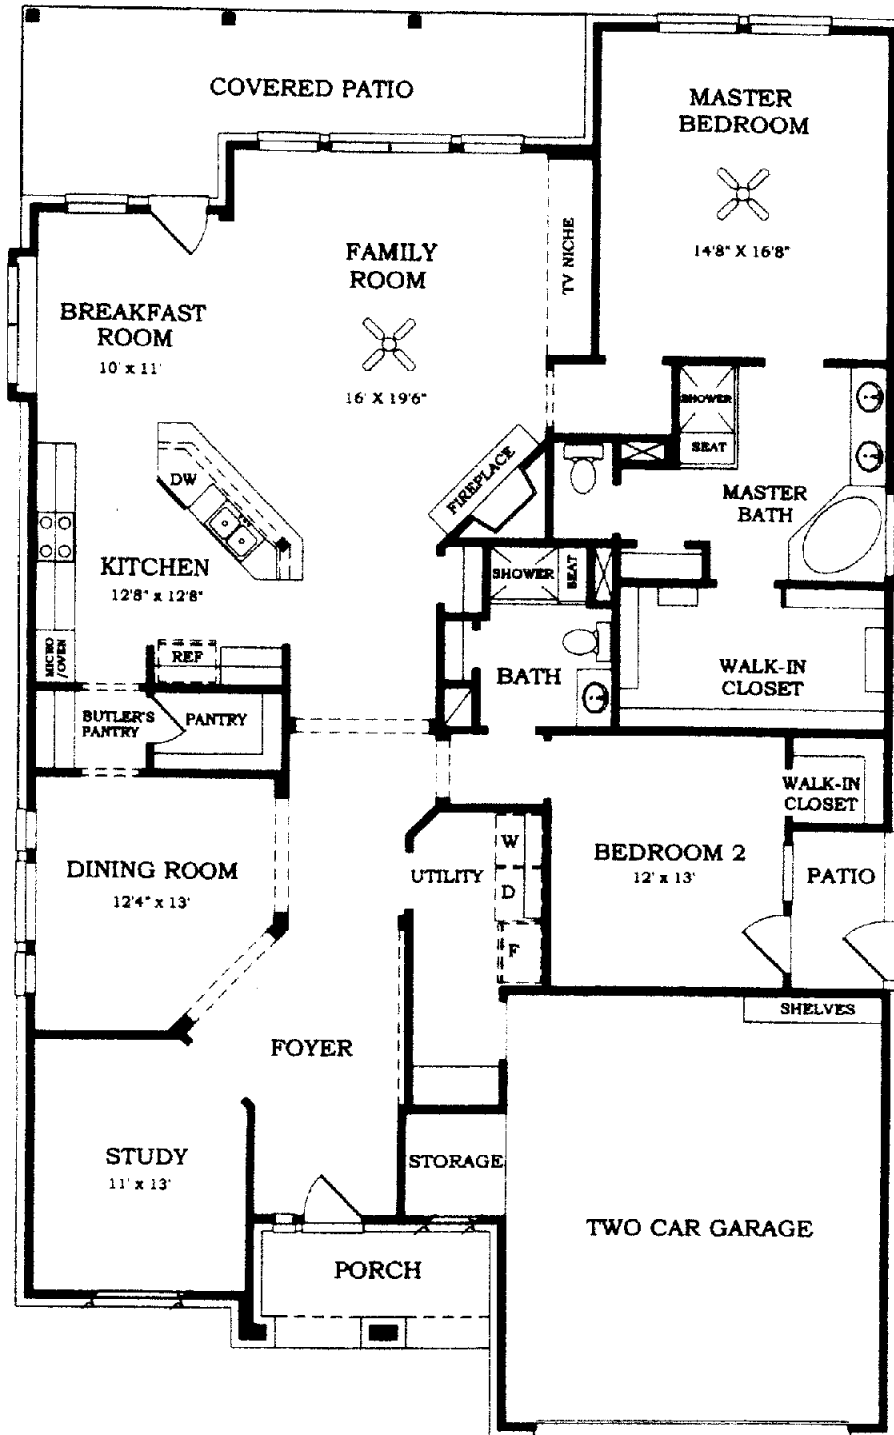 COVERED PATIO
MASTER
BEDROOM
14'8" X 16'8"
FAMILY
ROOM
16' X 19'6"
TV NICHE
BREAKFAST
ROOM
10' x 11'
SHOWER
SEAT
DW
FIREPLACE
MASTER
BATH
KITCHEN
12'8" x 12'8"
SHOWER
SEAT
MICRO
/OVEN
REF
BATH
WALK-IN
CLOSET
BUTLER'S
PANTRY
PANTRY
WALK-IN
CLOSET
DINING ROOM
12'4" x 13'
UTILITY
W
D
F
BEDROOM 2
12' x 13'
PATIO
SHELVES
FOYER
STUDY
11' x 13'
STORAGE
TWO CAR GARAGE
PORCH